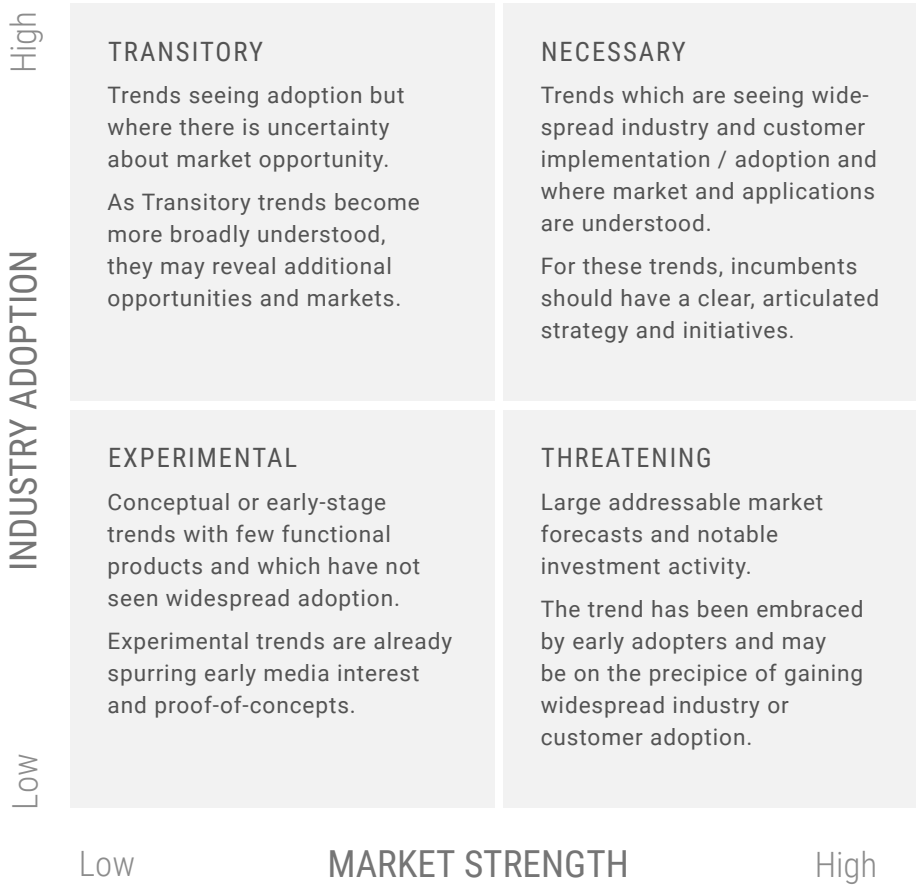 High
INDUSTRY ADOPTION
Low
TRANSITORY
Trends seeing adoption but
where there is uncertainty
about market opportunity.
As Transitory trends become
more broadly understood,
they may reveal additional
opportunities and markets.
NECESSARY
Trends which are seeing wide-
spread industry and customer
implementation / adoption and
where market and applications
are understood.
For these trends, incumbents
should have a clear, articulated
strategy and initiatives.
EXPERIMENTAL
Conceptual or early-stage
trends with few functional
products and which have not
seen widespread adoption.
Experimental trends are already
spurring early media interest
and proof-of-concepts.
THREATENING
Large addressable market
forecasts and notable
investment activity.
The trend has been embraced
by early adopters and may
be on the precipice of gaining
widespread industry or
customer adoption.
Low
MARKET STRENGTH
High